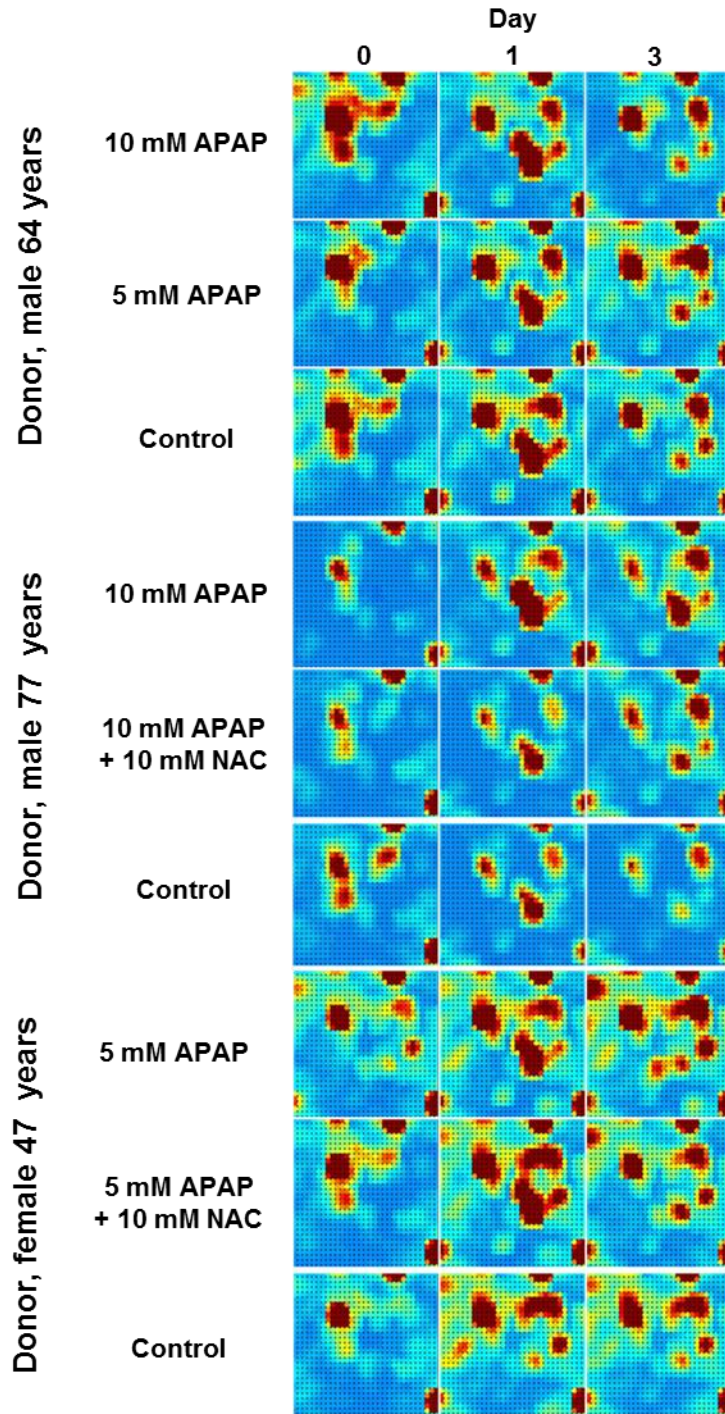 Day
0 1 3
Donor, male 64 years
10 mM APAP
5 mM APAP
Control
Donor, male 77 years
10 mM APAP
10 mM APAP
+ 10 mM NAC
Control
Donor, female 47 years
5 mM APAP
5 mM APAP
+ 10 mM NAC
Control